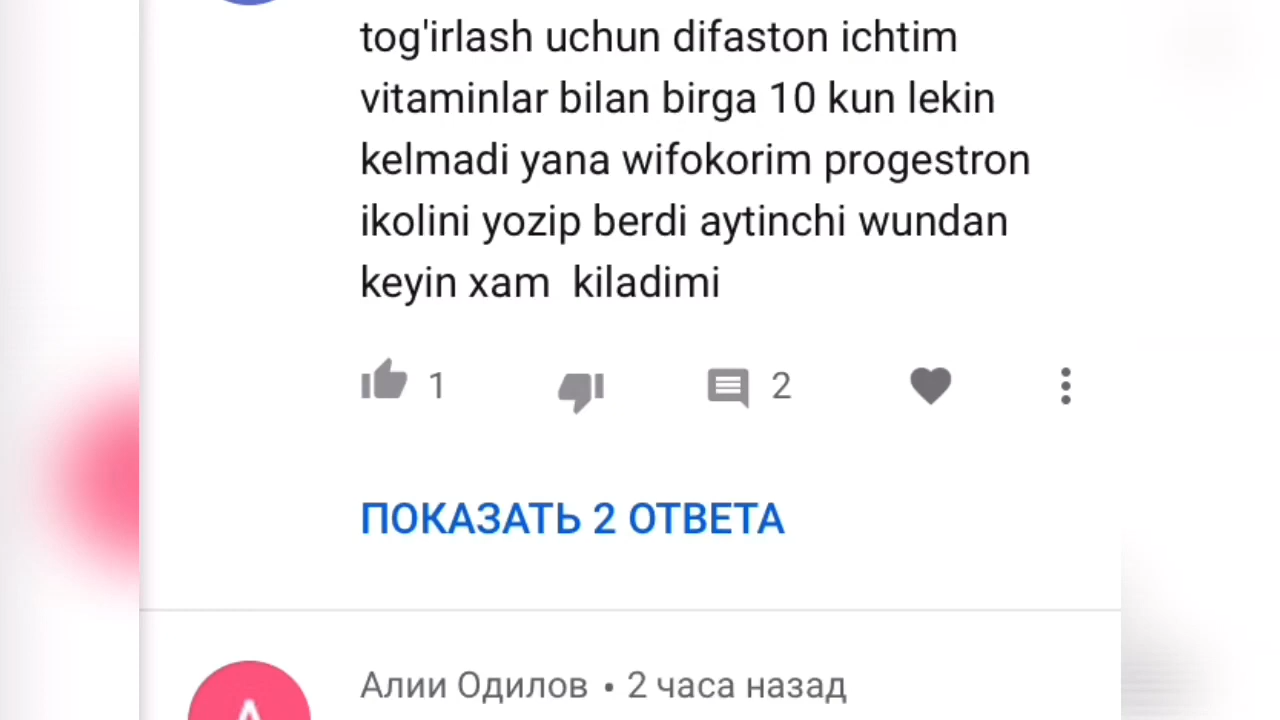 tog'irlash uchun difaston ichtim
vitaminlar bilan birga 10 kun lekin
kelmadi yana wifokorim progestron
ikolini yozip berdi aytinchi wundan
keyin xam  kiladimi
1
2
ПОКАЗАТЬ 2 ОТВЕТА
Алии Одилов • 2 часа назад
A